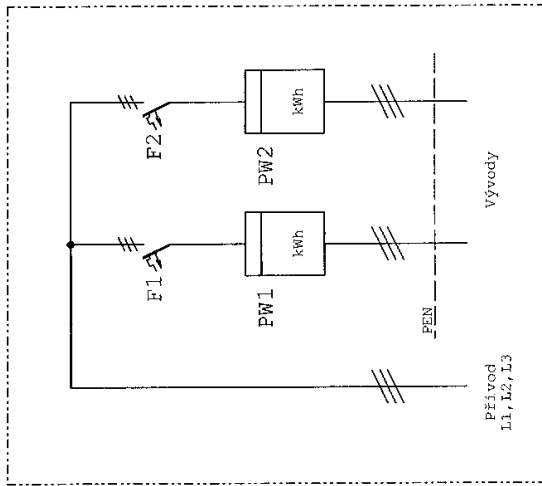 F1
F2
PW1
kWh
PW2
kWh
PEN
Přívod
L1, L2, L3
Vývody